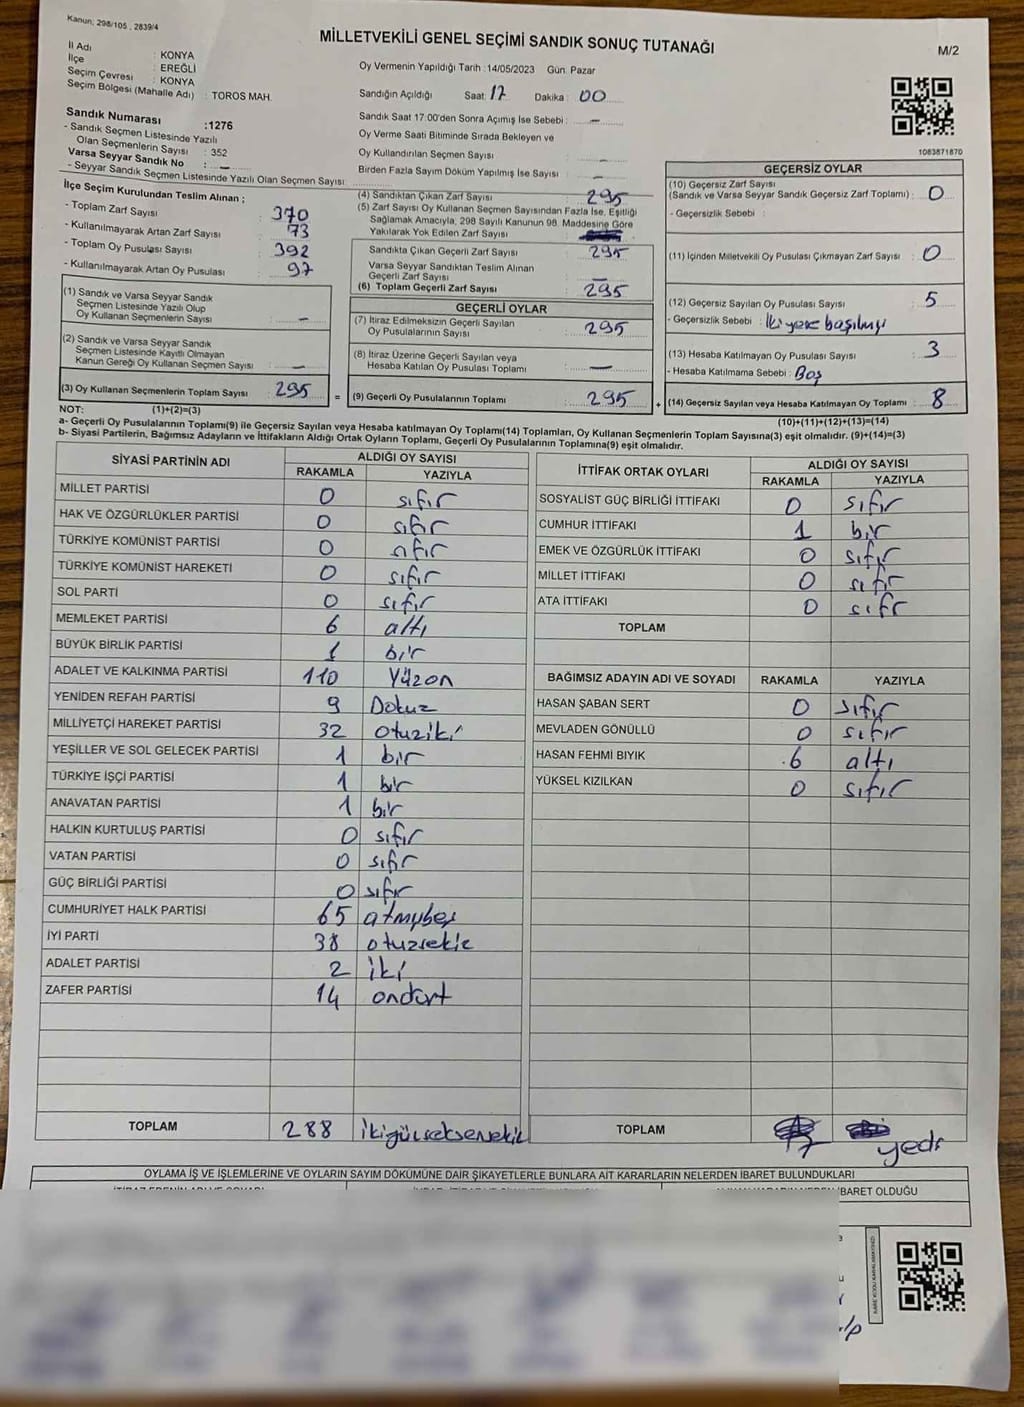 Kanun: 298/105 , 2839/4
MİLLETVEKİLİ GENEL SEÇİMİ SANDIK SONUÇ TUTANAĞI
M/2
İl Adı : KONYA
İlçe : EREĞLİ
Seçim Çevresi : KONYA
Seçim Bölgesi (Mahalle Adı) : TOROS MAH.
Oy Vermenin Yapıldığı Tarih : 14/05/2023 Gün: Pazar
Sandığın Açıldığı Saat: 17 Dakika : 00
Sandık Saat 17:00'den Sonra Açımış İse Sebebi : –
Oy Verme Saati Bitiminde Sırada Bekleyen ve
Oy Kullandırılan Seçmen Sayısı : –
Birden Fazla Sayım Döküm Yapılmış İse Sayısı : –
1083871870
Sandık Numarası :1276
- Sandık Seçmen Listesinde Yazılı
Olan Seçmenlerin Sayısı : 352
Varsa Seyyar Sandık No : –
- Seyyar Sandık Seçmen Listesinde Yazılı Olan Seçmen Sayısı:
İlçe Seçim Kurulundan Teslim Alınan ;
- Toplam Zarf Sayısı : 370
- Kullanılmayarak Artan Zarf Sayısı : 73
- Toplam Oy Pusulası Sayısı : 392
- Kullanılmayarak Artan Oy Pusulası : 97
(1) Sandık ve Varsa Seyyar Sandık
Seçmen Listesinde Yazılı Olup
Oy Kullanan Seçmenlerin Sayısı : –
(2) Sandık ve Varsa Seyyar Sandık
Seçmen Listesinde Kayıtlı Olmayan
Kanun Gereği Oy Kullanan Seçmen Sayısı : –
(3) Oy Kullanan Seçmenlerin Toplam Sayısı : 295 =
(4) Sandıktan Çıkan Zarf Sayısı : 295
(5) Zarf Sayısı Oy Kullanan Seçmen Sayısından Fazla İse, Eşitliği
Sağlamak Amacıyla, 298 Sayılı Kanunun 98. Maddesine Göre
Yakılarak Yok Edilen Zarf Sayısı :
Sandıkta Çıkan Geçerli Zarf Sayısı : 295
Varsa Seyyar Sandıktan Teslim Alınan
Geçerli Zarf Sayısı : –
(6) Toplam Geçerli Zarf Sayısı : 295
GEÇERLİ OYLAR
(7) İtiraz Edilmeksizin Geçerli Sayılan
Oy Pusulalarının Sayısı : 295
(8) İtiraz Üzerine Geçerli Sayılan veya
Hesaba Katılan Oy Pusulası Toplamı : –
(9) Geçerli Oy Pusulalarının Toplamı : 295 +
GEÇERSİZ OYLAR
(10) Geçersiz Zarf Sayısı
(Sandık ve Varsa Seyyar Sandık Geçersiz Zarf Toplamı) : 0
- Geçersizlik Sebebi :
(11) İçinden Milletvekili Oy Pusulası Çıkmayan Zarf Sayısı : 0
(12) Geçersiz Sayılan Oy Pusulası Sayısı : 5
- Geçersizlik Sebebi : İki yere basılmış
(13) Hesaba Katılmayan Oy Pusulası Sayısı : 3
- Hesaba Katılmama Sebebi : Boş
(14) Geçersiz Sayılan veya Hesaba Katılmayan Oy Toplamı : 8
NOT: (1)+(2)=(3)
(10)+(11)+(12)+(13)=(14)
a- Geçerli Oy Pusulalarının Toplamı(9) ile Geçersiz Sayılan veya Hesaba katılmayan Oy Toplamı(14) Toplamları, Oy Kullanan Seçmenlerin Toplam Sayısına(3) eşit olmalıdır. (9)+(14)=(3)
b- Siyasi Partilerin, Bağımsız Adayların ve İttifakların Aldığı Ortak Oyların Toplamı, Geçerli Oy Pusulalarının Toplamına(9) eşit olmalıdır.
SİYASİ PARTİNİN ADI ALDIĞI OY SAYISI
RAKAMLA YAZIYLA
MİLLET PARTİSİ 0 sıfır
HAK VE ÖZGÜRLÜKLER PARTİSİ 0 sıfır
TÜRKİYE KOMÜNİST PARTİSİ 0 sıfır
TÜRKİYE KOMÜNİST HAREKETİ 0 sıfır
SOL PARTİ 0 sıfır
MEMLEKET PARTİSİ 6 altı
BÜYÜK BİRLİK PARTİSİ 1 bir
ADALET VE KALKINMA PARTİSİ 110 Yüzon
YENİDEN REFAH PARTİSİ 9 Dokuz
MİLLİYETÇİ HAREKET PARTİSİ 32 otuziki
YEŞİLLER VE SOL GELECEK PARTİSİ 1 bir
TÜRKİYE İŞÇİ PARTİSİ 1 bir
ANAVATAN PARTİSİ 1 bir
HALKIN KURTULUŞ PARTİSİ 0 sıfır
VATAN PARTİSİ 0 sıfır
GÜÇ BİRLİĞİ PARTİSİ 0 sıfır
CUMHURİYET HALK PARTİSİ 65 atmışbeş
İYİ PARTİ 38 otuzsekiz
ADALET PARTİSİ 2 iki
ZAFER PARTİSİ 14 ondört
TOPLAM 288 ikiyüzseksensekiz
İTTİFAK ORTAK OYLARI ALDIĞI OY SAYISI
RAKAMLA YAZIYLA
SOSYALİST GÜÇ BİRLİĞİ İTTİFAKI 0 sıfır
CUMHUR İTTİFAKI 1 bir
EMEK VE ÖZGÜRLÜK İTTİFAKI 0 sıfır
MİLLET İTTİFAKI 0 sıfır
ATA İTTİFAKI 0 sıfr
TOPLAM
BAĞIMSIZ ADAYIN ADI VE SOYADI RAKAMLA YAZIYLA
HASAN ŞABAN SERT 0 sıfır
MEVLADEN GÖNÜLLÜ 0 sıfır
HASAN FEHMİ BIYIK 6 altı
YÜKSEL KIZILKAN 0 sıfır
TOPLAM 7 yedi
OYLAMA İŞ VE İŞLEMLERİNE VE OYLARIN SAYIM DÖKÜMÜNE DAİR ŞİKAYETLERLE BUNLARA AİT KARARLARIN NELERDEN İBARET BULUNDUKLARI
İBARET OLDUĞU